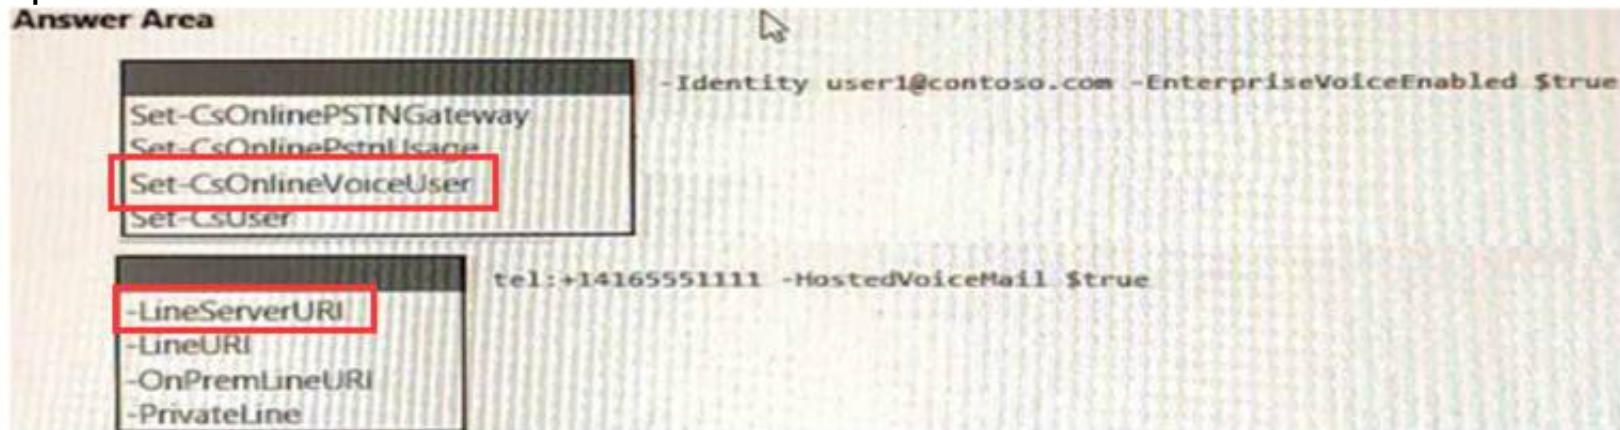 Answer Area
-Identity user1@contoso.com -EnterpriseVoiceEnabled $true
Set-CsOnlinePSTNGateway
Set-CsOnlinePstnUsage
Set-CsOnlineVoiceUser
Set-CsUser
tel:+14165551111 -HostedVoiceMail $true
-LineServerURI
-LineURI
-OnPremLineURI
-PrivateLine